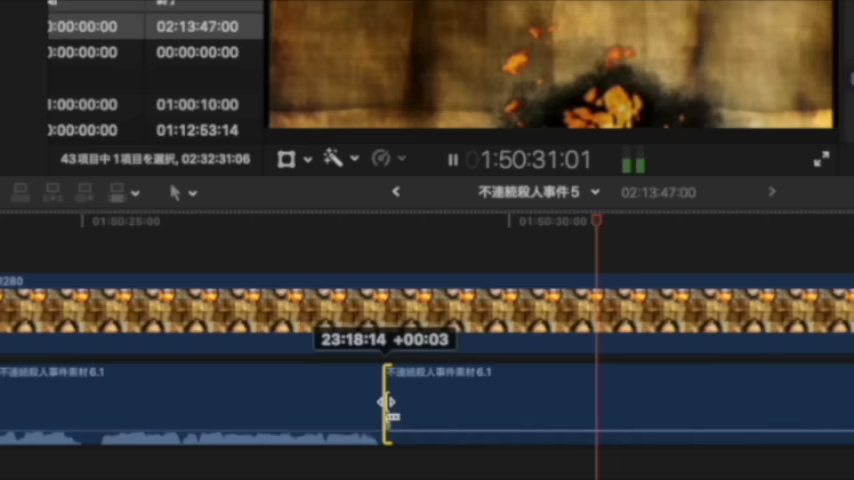 0:00:00:00 02:13:47:00
0:00:00:00 00:00:00:00
1:00:00:00 01:00:10:00
0:00:00:00 01:12:53:14
43項目中 1項目を選択, 02:32:31:06
01:50:31:01
不連続殺人事件5 02:13:47:00
01:50:25:00 01:50:30:00
1280
23:18:14 +00:03
不連続殺人事件素材6.1 不連続殺人事件素材6.1